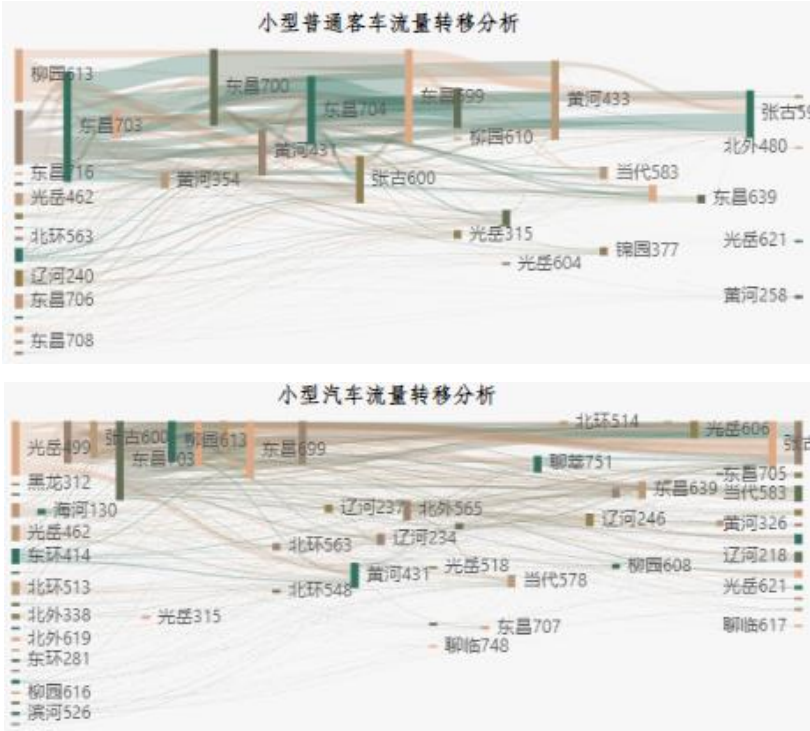 小型普通客车流量转移分析
柳园613
东昌700
东昌699
黄河433
张古59
东昌703
东昌704
柳园610
北外480
黄河431
东昌716
黄河354
张古600
当代583
光岳462
东昌639
北环563
光岳315
光岳621
锦园377
辽河240
光岳604
东昌706
黄河258
东昌708
小型汽车流量转移分析
北环514
光岳606
光岳499
张古600
柳园613
东昌699
张古
东昌703
聊莘751
东昌705
黑龙312
东昌639
当代583
海河130
辽河237
北外565
辽河246
黄河326
光岳462
辽河234
北环563
东环414
辽河218
光岳518
柳园608
黄河431
当代578
北环513
北环548
光岳621
北外338
光岳315
东昌707
聊临617
北外619
聊临748
东环281
柳园616
滨河526